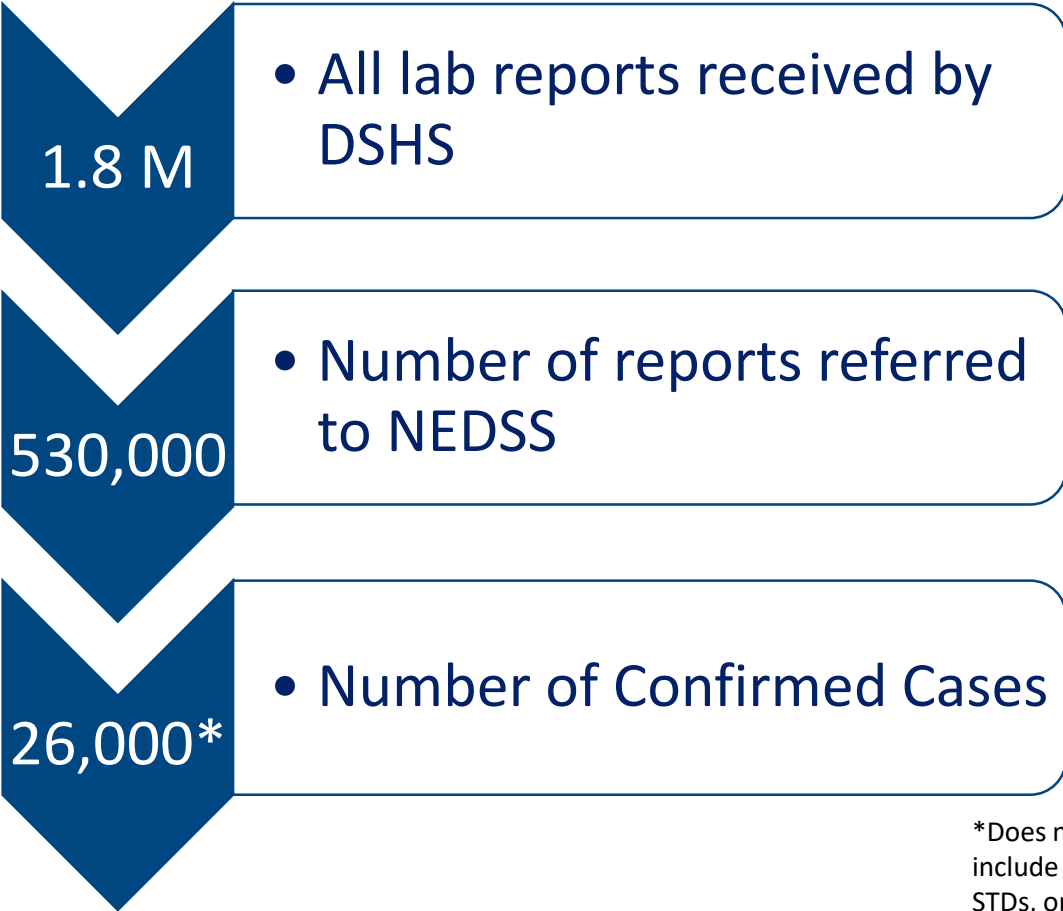 1.8 M
• All lab reports received by
DSHS
530,000
• Number of reports referred
to NEDSS
26,000*
• Number of Confirmed Cases
*Does
include
STDs, or